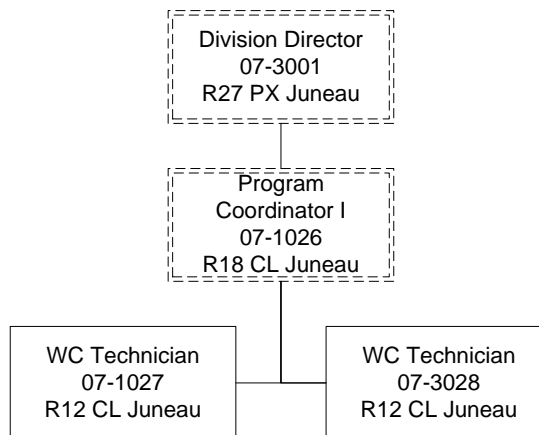 Division Director
07-3001
R27 PX Juneau
Program
Coordinator I
07-1026
R18 CL Juneau
WC Technician
07-1027
R12 CL Juneau
WC Technician
07-3028
R12 CL Juneau